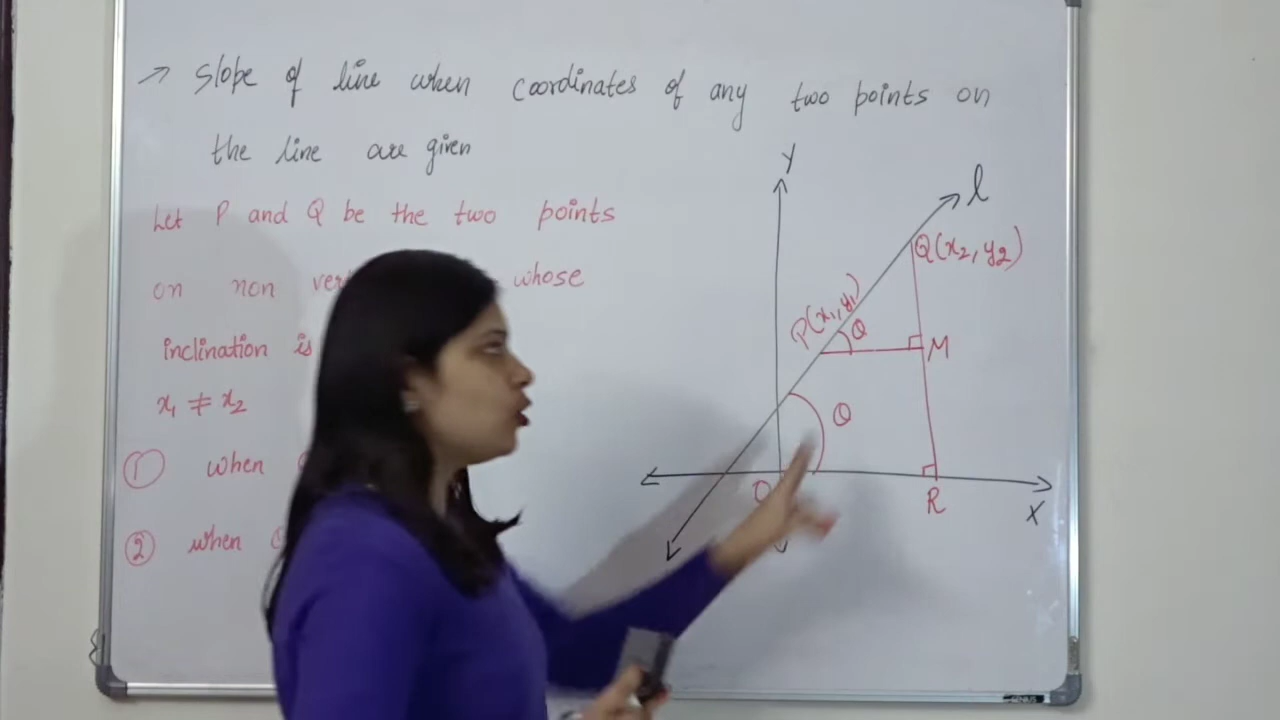 → Slope of line when coordinates of any two points on
the line are given
Let P and Q be the two points
on non whose
inclination is
x₁ ≠ x₂
① when
② when
Y
l
Q(x₂, y₂)
P(x₁, y₁)
θ
M
θ
O
R
X